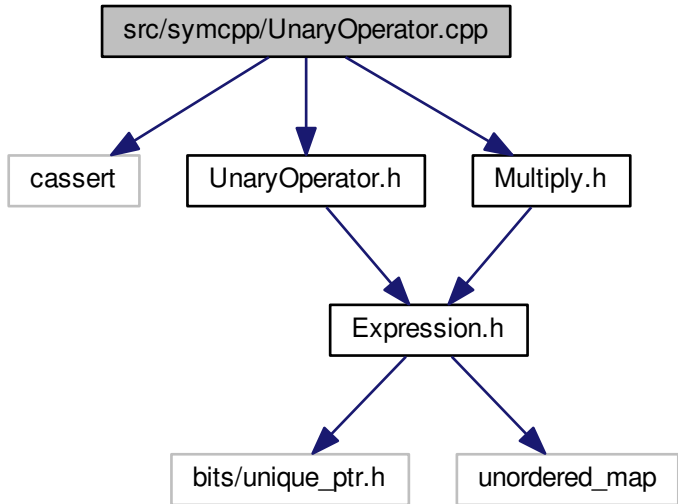 src/symcpp/UnaryOperator.cpp
cassert
UnaryOperator.h
Multiply.h
Expression.h
bits/unique_ptr.h
unordered_map